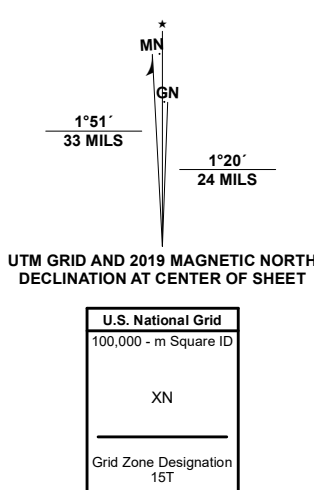 ★
MN
GN
1°51´
33 MILS
1°20´
24 MILS
UTM GRID AND 2019 MAGNETIC NORTH
DECLINATION AT CENTER OF SHEET
U.S. National Grid
100,000 - m Square ID
XN
Grid Zone Designation
15T